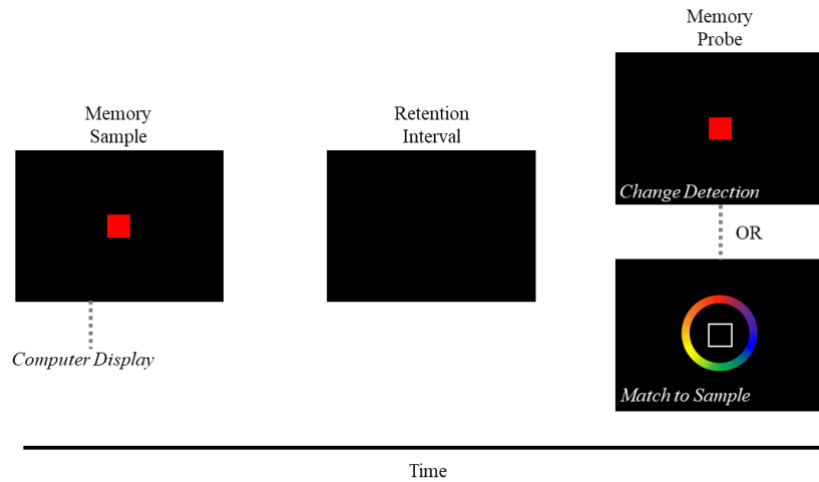 Memory
Sample
Computer Display
Retention
Interval
Memory
Probe
Change Detection
OR
Match to Sample
Time